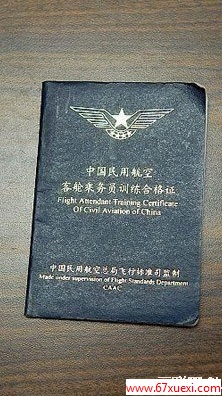 中国民用航空
客舱乘务员训练合格证
Flight Attendant Training Certificate
Of Civil Aviation of China
中国民用航空总局飞行标准司监制
Made under supervision of Flight Standards Department
CAAC
www.67xuexi.com